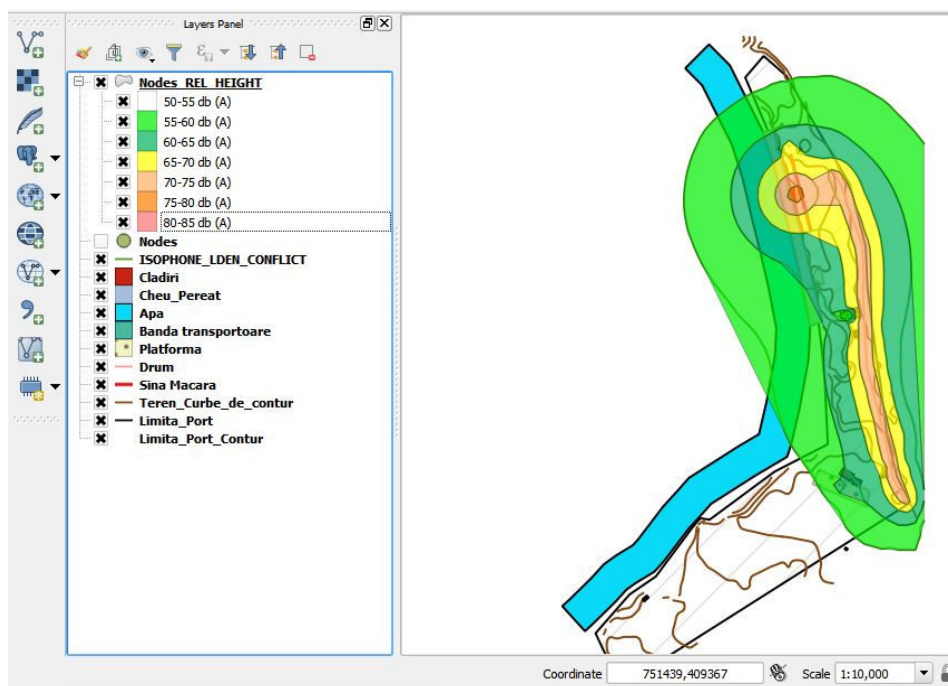 Layers Panel
Nodes_REL_HEIGHT
50-55 db (A)
55-60 db (A)
60-65 db (A)
65-70 db (A)
70-75 db (A)
75-80 db (A)
80-85 db (A)
Nodes
ISOPHONE_LDEN_CONFLICT
Cladiri
Cheu_Pereat
Apa
Banda transportoare
Platforma
Drum
Sina Macara
Teren_Curbe_de_contur
Limita_Port
Limita_Port_Contur
Coordinate 751439,409367 Scale 1:10,000